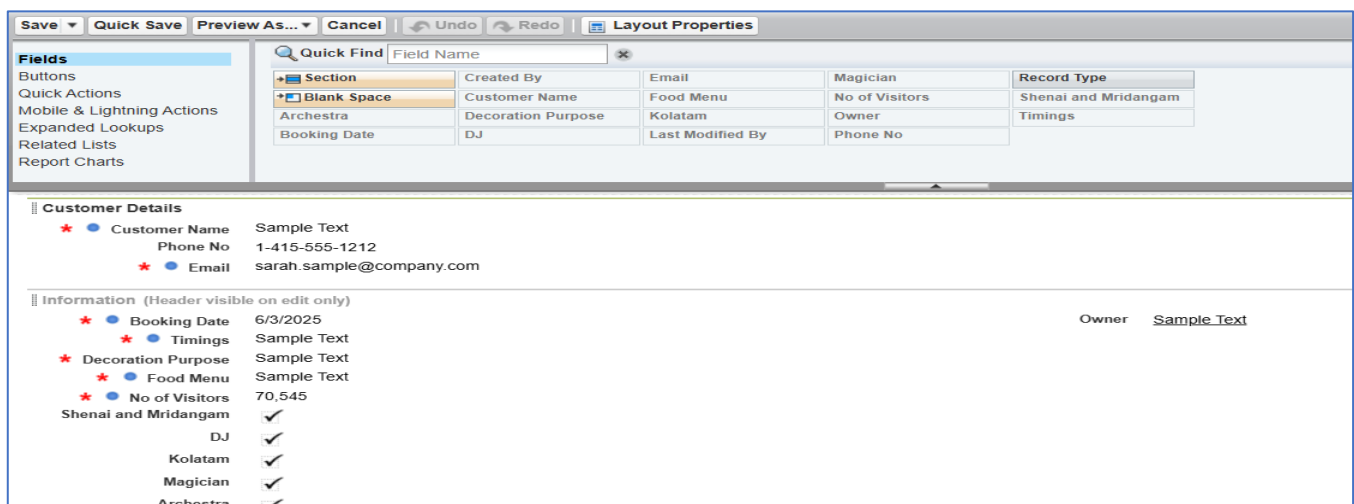 Save Quick Save Preview As... Cancel Undo Redo Layout Properties
Fields
Buttons
Quick Actions
Mobile & Lightning Actions
Expanded Lookups
Related Lists
Report Charts
Quick Find Field Name
Section Created By Email Magician Record Type
Blank Space Customer Name Food Menu No of Visitors Shenai and Mridangam
Archestra Decoration Purpose Kolatam Owner Timings
Booking Date DJ Last Modified By Phone No
Customer Details
* Customer Name Sample Text
Phone No 1-415-555-1212
* Email sarah.sample@company.com
Information (Header visible on edit only)
* Booking Date 6/3/2025 Owner Sample Text
* Timings Sample Text
* Decoration Purpose Sample Text
* Food Menu Sample Text
* No of Visitors 70,545
Shenai and Mridangam
DJ
Kolatam
Magician
Archestra